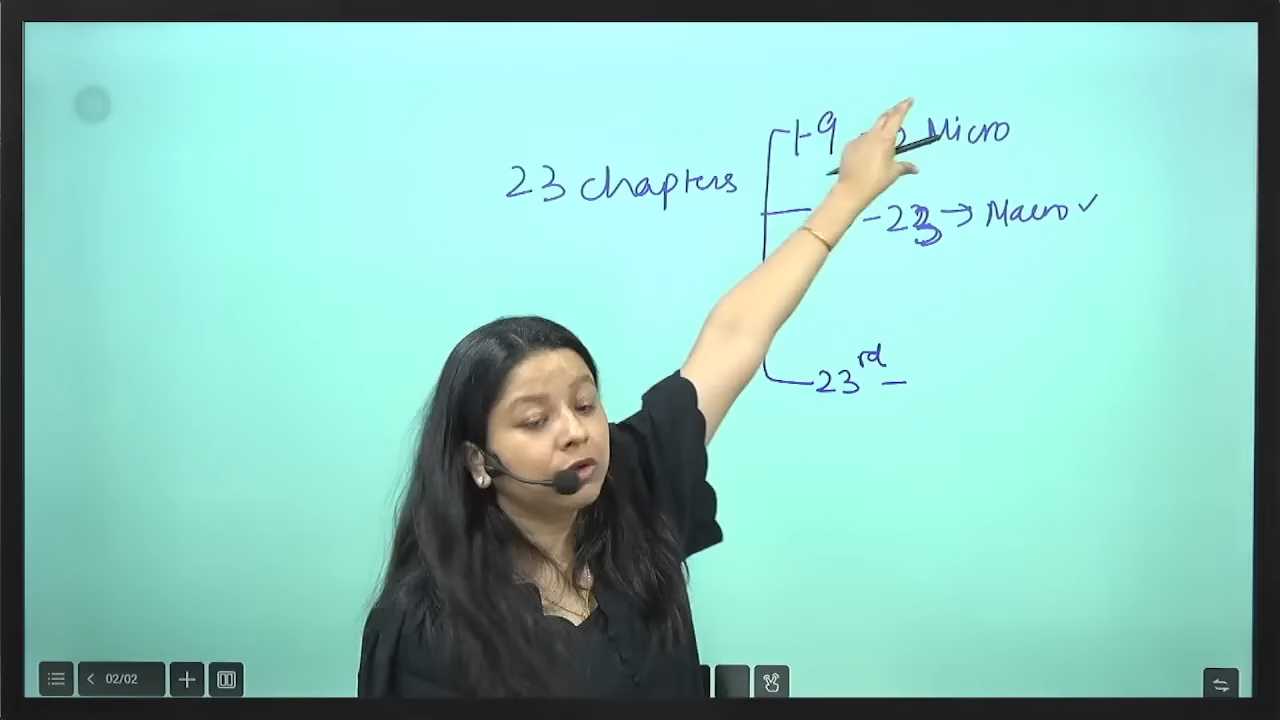 1-9 → Micro
23 chapters
-23 → Macro ✓
23rd -
02/02